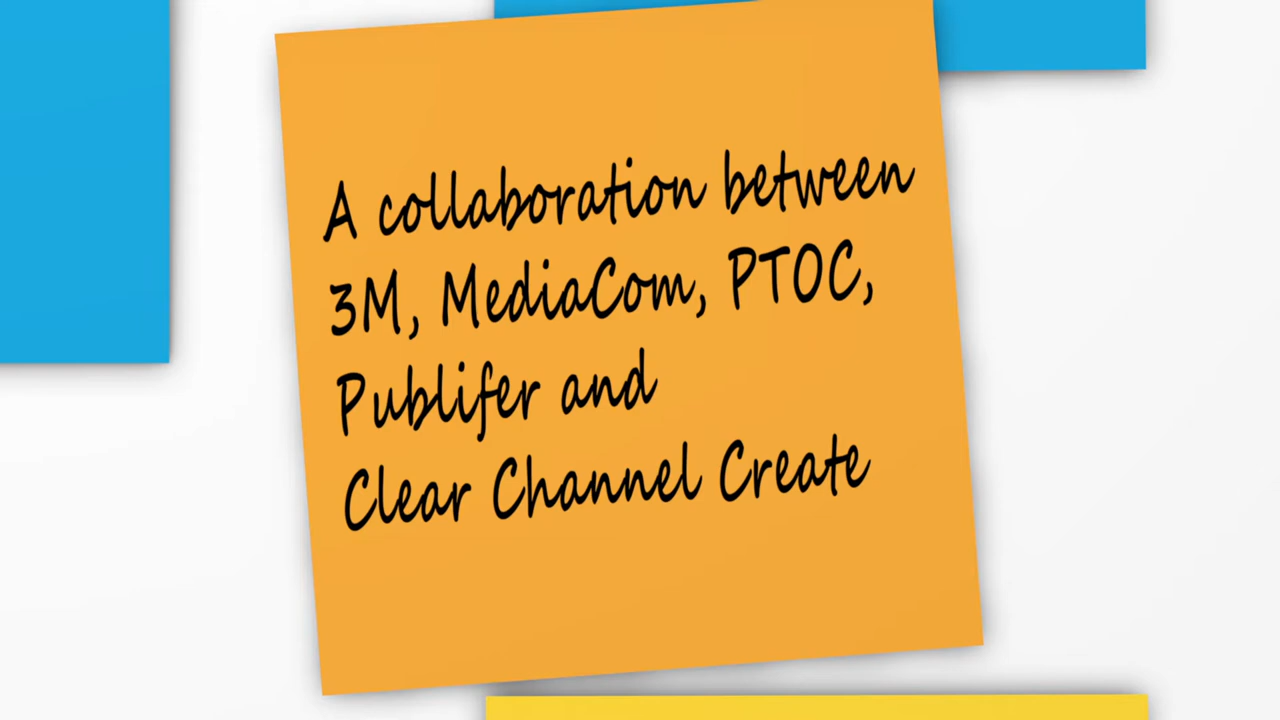 A collaboration between
3M, MediaCom, PTOC,
Publifer and
Clear Channel Create